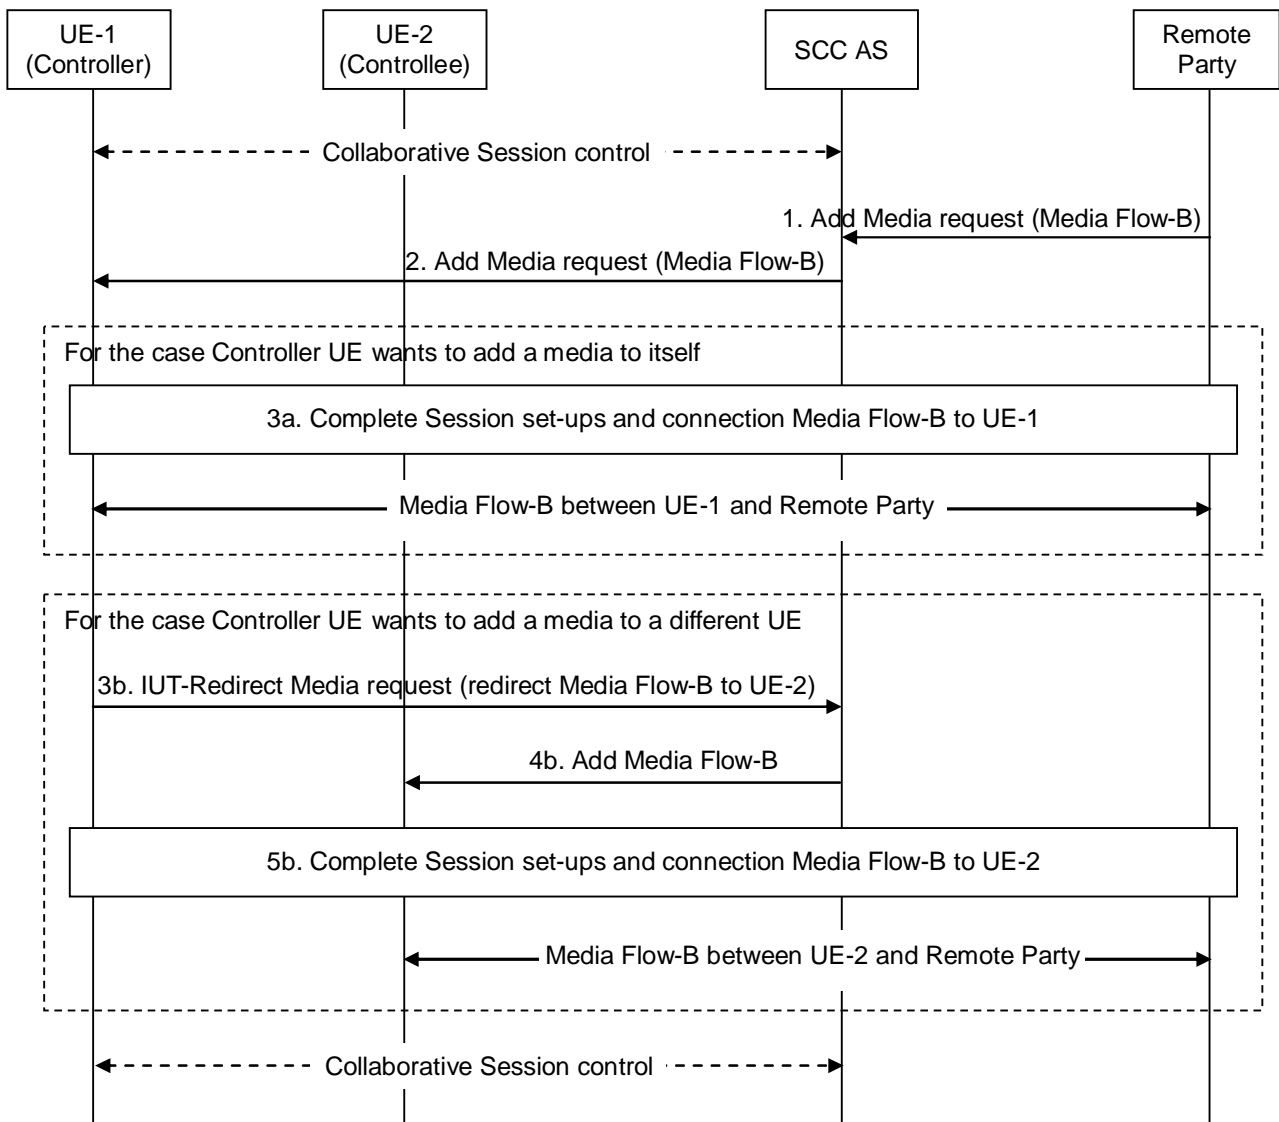 UE-1
(Controller)
UE-2
(Controllee)
SCC AS
Remote
Party
Collaborative Session control
1. Add Media request (Media Flow-B)
2. Add Media request (Media Flow-B)
For the case Controller UE wants to add a media to itself
3a. Complete Session set-ups and connection Media Flow-B to UE-1
Media Flow-B between UE-1 and Remote Party
For the case Controller UE wants to add a media to a different UE
3b. IUT-Redirect Media request (redirect Media Flow-B to UE-2)
4b. Add Media Flow-B
5b. Complete Session set-ups and connection Media Flow-B to UE-2
Media Flow-B between UE-2 and Remote Party
Collaborative Session control